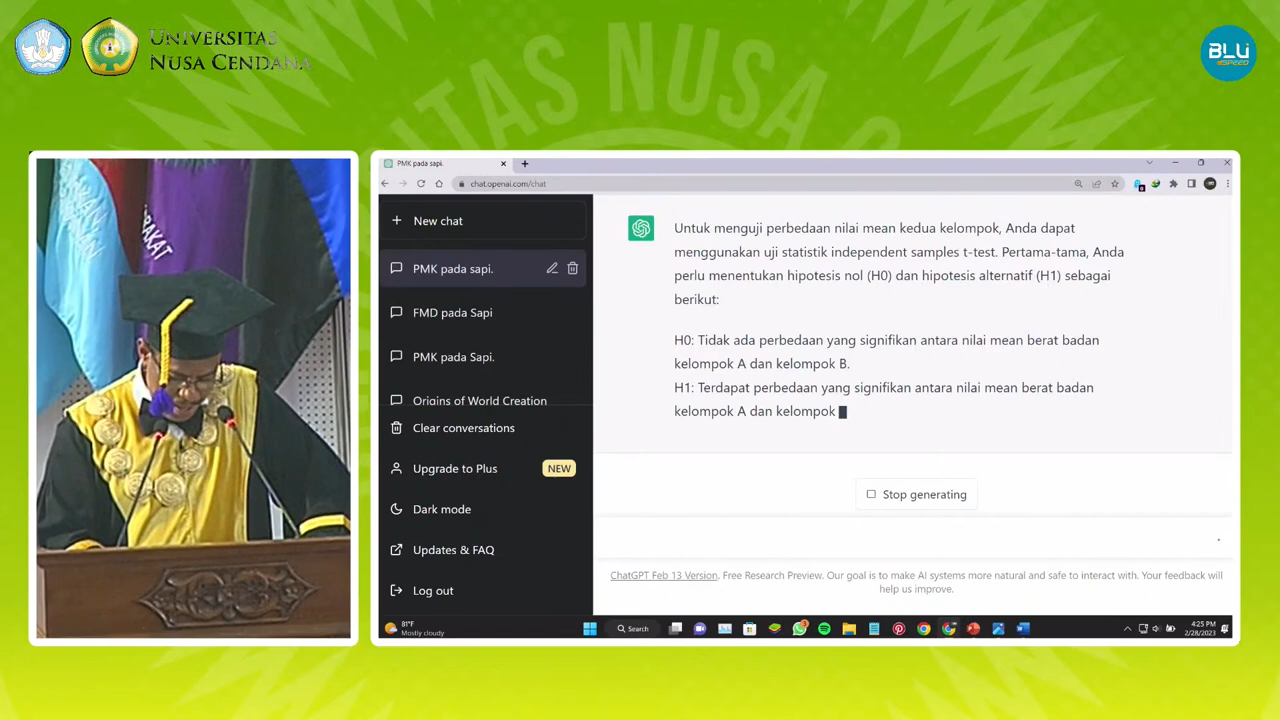 UNIVERSITAS
NUSA CENDANA
BLU
SPEED
TAS NUSA C
RAKAT
PMK pada sapi.
chat.openai.com/chat
New chat
PMK pada sapi.
FMD pada Sapi
PMK pada Sapi.
Origins of World Creation
Clear conversations
Upgrade to Plus
NEW
Dark mode
Updates & FAQ
Log out
Untuk menguji perbedaan nilai mean kedua kelompok, Anda dapat
menggunakan uji statistik independent samples t-test. Pertama-tama, Anda
perlu menentukan hipotesis nol (H0) dan hipotesis alternatif (H1) sebagai
berikut:
H0: Tidak ada perbedaan yang signifikan antara nilai mean berat badan
kelompok A dan kelompok B.
H1: Terdapat perbedaan yang signifikan antara nilai mean berat badan
kelompok A dan kelompok
Stop generating
ChatGPT Feb 13 Version. Free Research Preview. Our goal is to make AI systems more natural and safe to interact with. Your feedback will
help us improve.
81°F
Mostly cloudy
Search
4:25 PM
2/28/2023